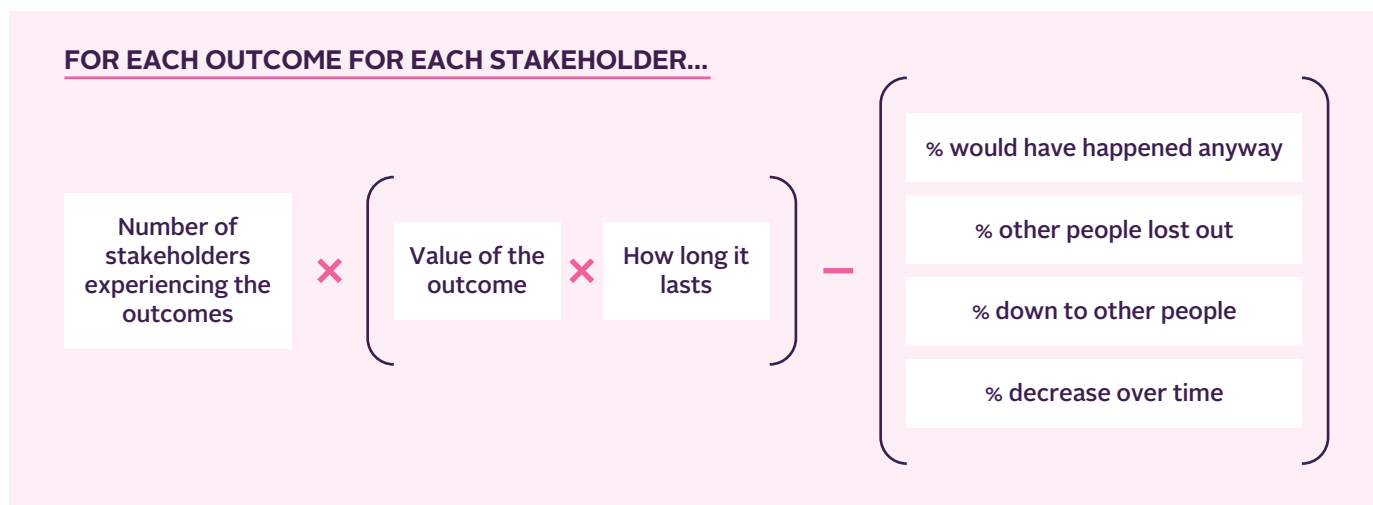 FOR EACH OUTCOME FOR EACH STAKEHOLDER...
Number of
stakeholders
experiencing the
outcomes
×
Value of the
outcome
×
How long it
lasts
−
% would have happened anyway
% other people lost out
% down to other people
% decrease over time